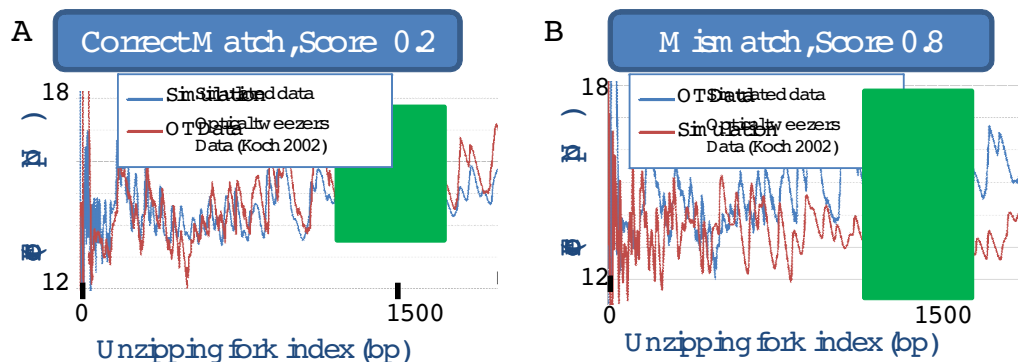 A
Correct Match, Score 0.2
18
Simulation
Simulated data
OT Data
Optical tweezers
Data (Koch 2002)
12
0
1500
Unzipping fork index (bp)
B
Mismatch, Score 0.8
18
OT Data
Simulated data
Simulation
Optical tweezers
Data (Koch 2002)
12
0
1500
Unzipping fork index (bp)